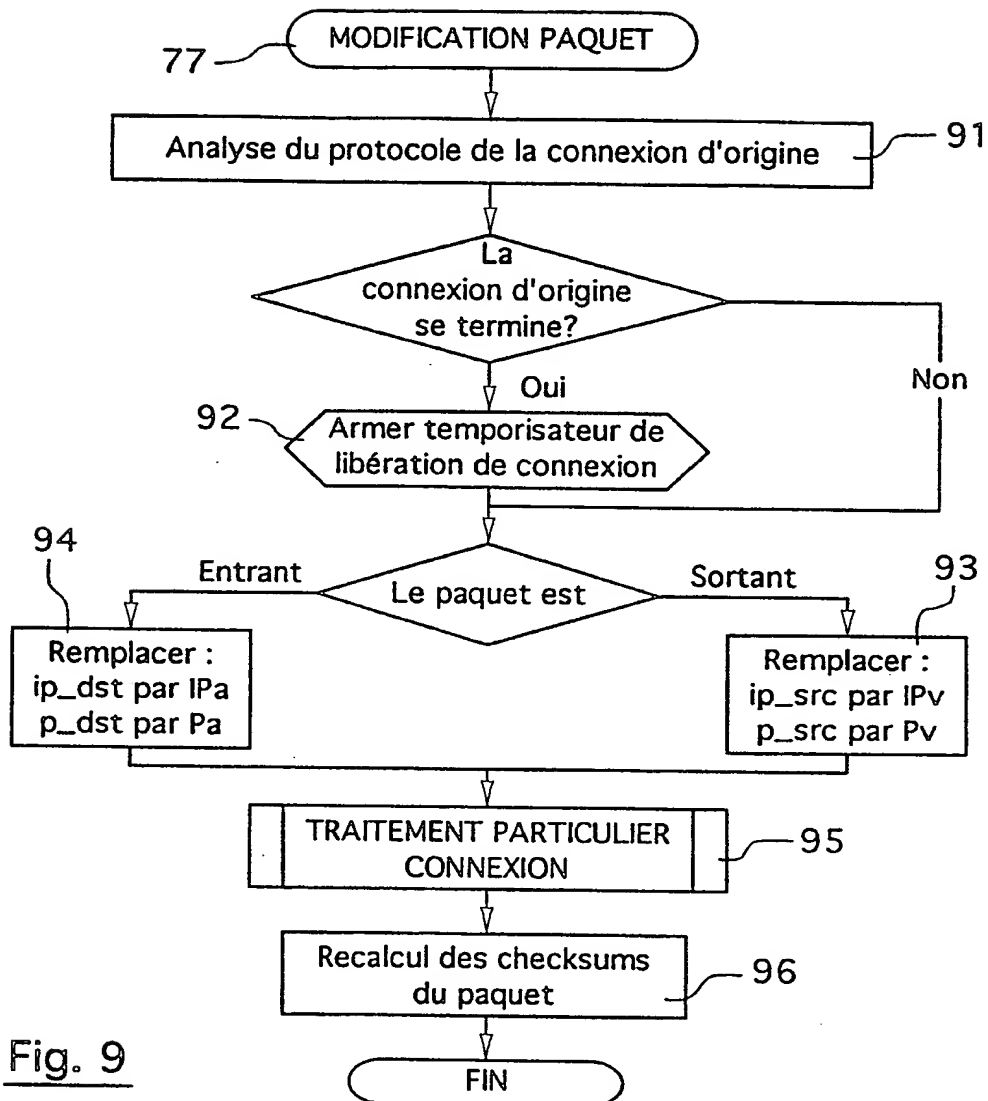 MODIFICATION PAQUET
77
Analyse du protocole de la connexion d'origine
91
La
connexion d'origine
se termine?
Oui
Non
92
Armer temporisateur de
libération de connexion
94
Entrant
Le paquet est
Sortant
93
Remplacer :
ip_dst par IPa
p_dst par Pa
Remplacer :
ip_src par IPv
p_src par Pv
TRAITEMENT PARTICULIER
CONNEXION
95
Recalcul des checksums
du paquet
96
Fig. 9
FIN